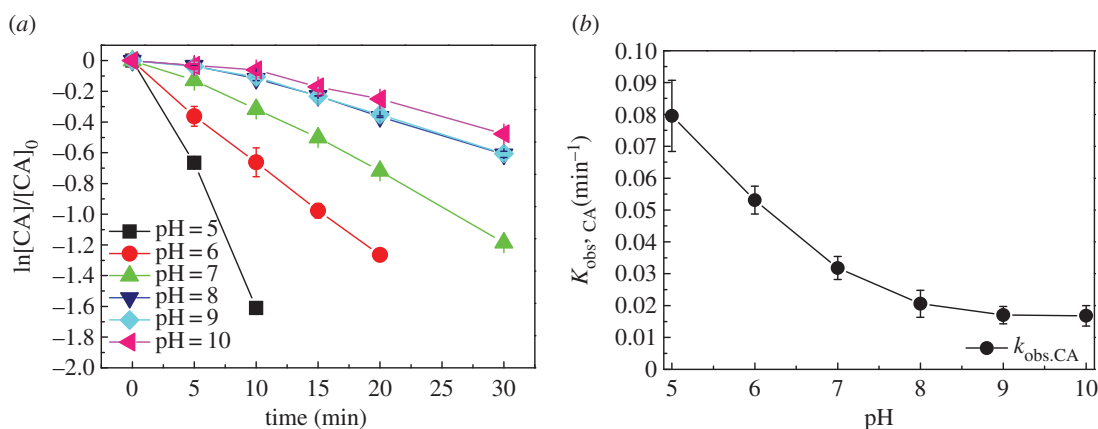 (a)
0
–0.2
–0.4
–0.6
–0.8
–1.0
–1.2
–1.4
–1.6
–1.8
–2.0
ln[CA]/[CA]₀
pH = 5
pH = 6
pH = 7
pH = 8
pH = 9
pH = 10
0 5 10 15 20 25 30
time (min)
(b)
0.10
0.09
0.08
0.07
0.06
0.05
0.04
0.03
0.02
0.01
0
K_obs, CA (min⁻¹)
k_obs.CA
5 6 7 8 9 10
pH